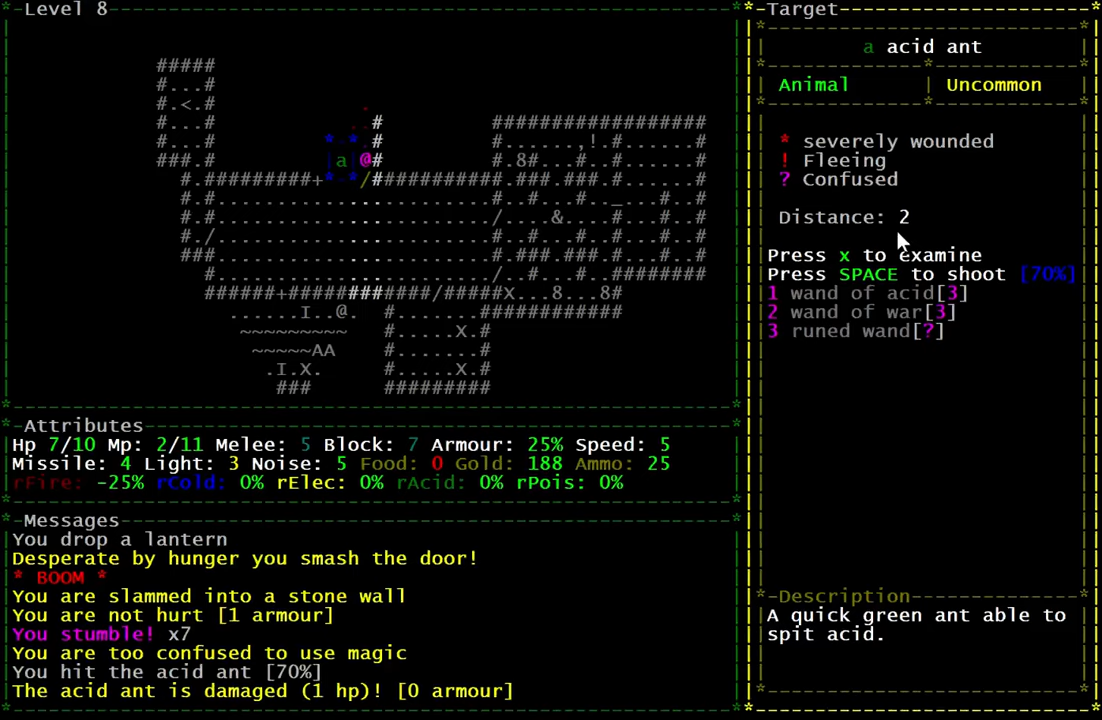 Level 8
#####
#...#
#.<.#
#...# ..#
#...# *-*.# ##################
###.# |a|@# #......,!.#......#
#.#########+*-*/##########.###.###.#......#
#.8#...#..#......#
#.#......................#..#...#.._...#..#
#.#....................../....&....#...#..#
#./......................#..#...#..#...#..#
###......................#.###.###.#...#..#
#....................../..#...#..########
######+#########/#####x...8...8#
.....I..@. #.......############
~~~~~~~~~ #.....x.#
~~~~~AA #.......#
.I.x. #.....x.#
### #########
Attributes
Hp 7/10 Mp: 2/11 Melee: 5 Block: 7 Armour: 25% Speed: 5
Missile: 4 Light: 3 Noise: 5 Food: 0 Gold: 188 Ammo: 25
rFire: -25% rCold: 0% rElec: 0% rAcid: 0% rPois: 0%
Messages
You drop a lantern
Desperate by hunger you smash the door!
* BOOM *
You are slammed into a stone wall
You are not hurt [1 armour]
You stumble! x7
You are too confused to use magic
You hit the acid ant [70%]
The acid ant is damaged (1 hp)! [0 armour]
Target
a acid ant
Animal | Uncommon
* severely wounded
! Fleeing
? Confused
Distance: 2
Press x to examine
Press SPACE to shoot [70%]
1 wand of acid[3]
2 wand of war[3]
3 runed wand[?]
Description
A quick green ant able to
spit acid.